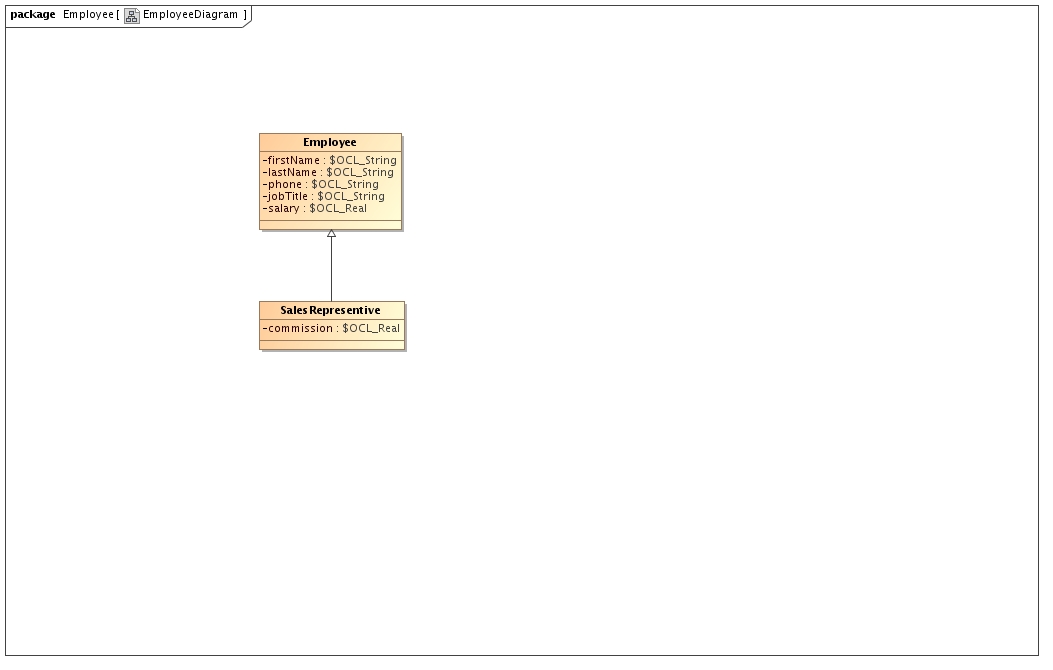 package Employee[ EmployeeDiagram ]
Employee
-firstName : $OCL_String
-lastName : $OCL_String
-phone : $OCL_String
-jobTitle : $OCL_String
-salary : $OCL_Real
SalesRepresentive
-commission : $OCL_Real